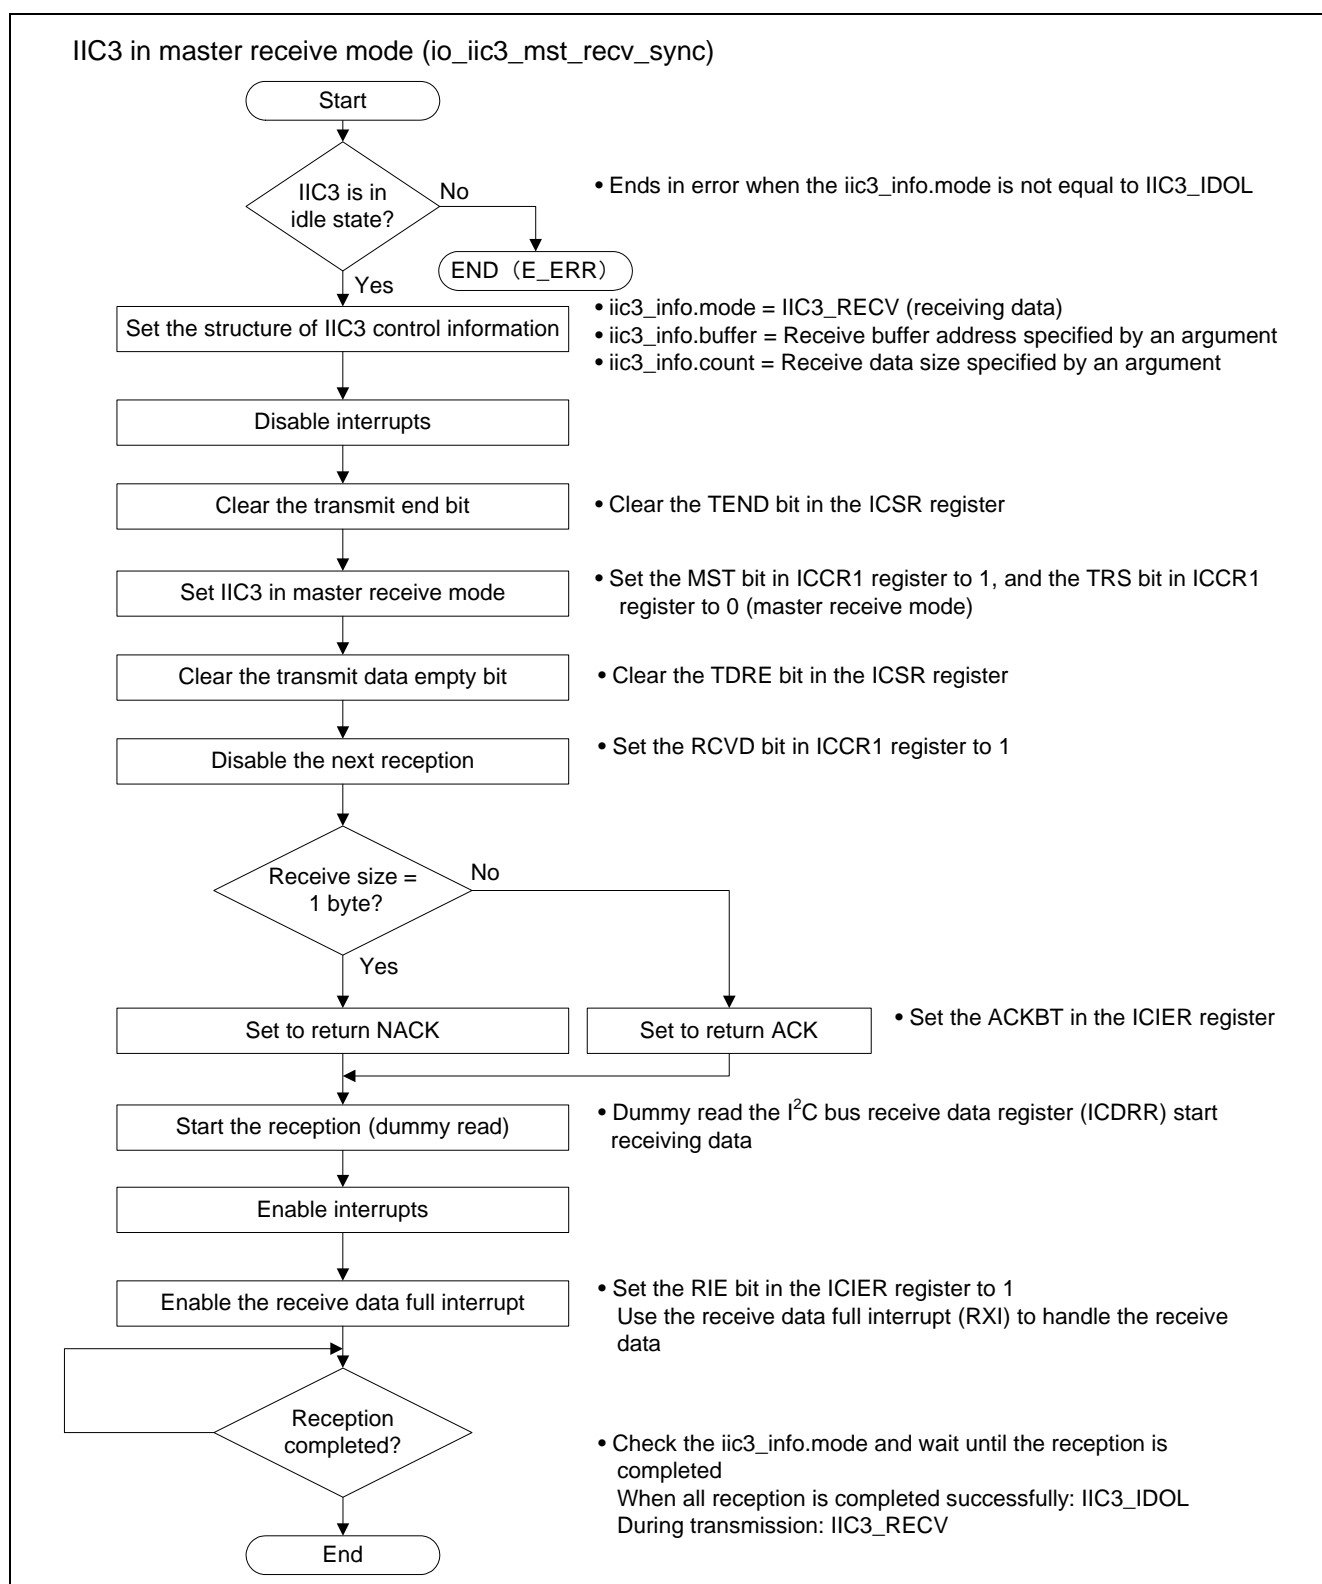 IIC3 in master receive mode (io_iic3_mst_recv_sync)
Start
IIC3 is in
idle state?
No
• Ends in error when the iic3_info.mode is not equal to IIC3_IDOL
END（E_ERR）
Yes
Set the structure of IIC3 control information
• iic3_info.mode = IIC3_RECV (receiving data)
• iic3_info.buffer = Receive buffer address specified by an argument
• iic3_info.count = Receive data size specified by an argument
Disable interrupts
Clear the transmit end bit
• Clear the TEND bit in the ICSR register
Set IIC3 in master receive mode
• Set the MST bit in ICCR1 register to 1, and the TRS bit in ICCR1
register to 0 (master receive mode)
Clear the transmit data empty bit
• Clear the TDRE bit in the ICSR register
Disable the next reception
• Set the RCVD bit in ICCR1 register to 1
Receive size =
1 byte?
No
Yes
Set to return NACK
Set to return ACK
• Set the ACKBT in the ICIER register
Start the reception (dummy read)
• Dummy read the I²C bus receive data register (ICDRR) start
receiving data
Enable interrupts
Enable the receive data full interrupt
• Set the RIE bit in the ICIER register to 1
Use the receive data full interrupt (RXI) to handle the receive
data
Reception
completed?
• Check the iic3_info.mode and wait until the reception is
completed
When all reception is completed successfully: IIC3_IDOL
During transmission: IIC3_RECV
End